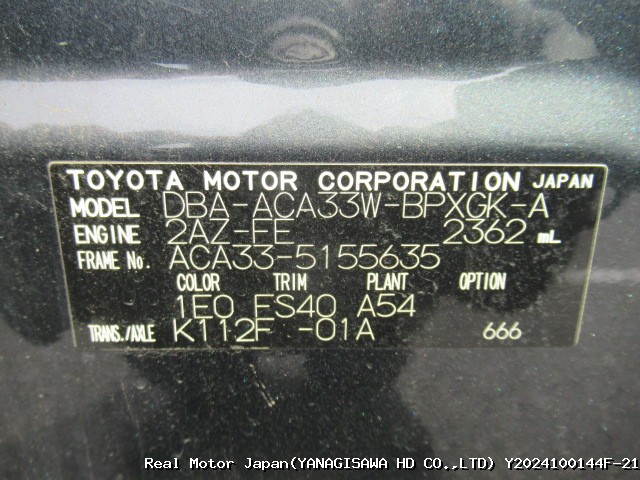 TOYOTA MOTOR CORPORATION JAPAN
MODEL DBA-ACA33W-BPXGK-A
ENGINE 2AZ-FE 2362 mL
FRAME No. ACA33-5155635
COLOR TRIM PLANT OPTION
1E0 FS40 A54
TRANS./AXLE K112F -01A 666
Real Motor Japan(YANAGISAWA HD CO.,LTD) Y2024100144F-21